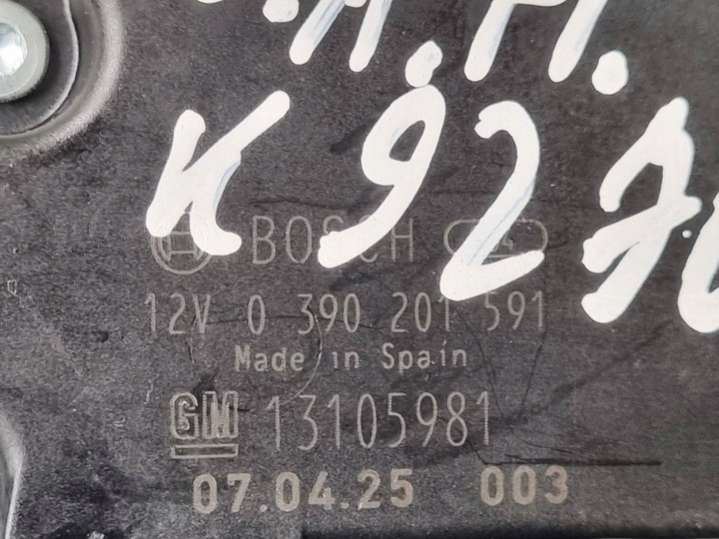 K 92
BOSCH
12V 0 390 201 591
Made in Spain
GM 13105981
07.04.25 003